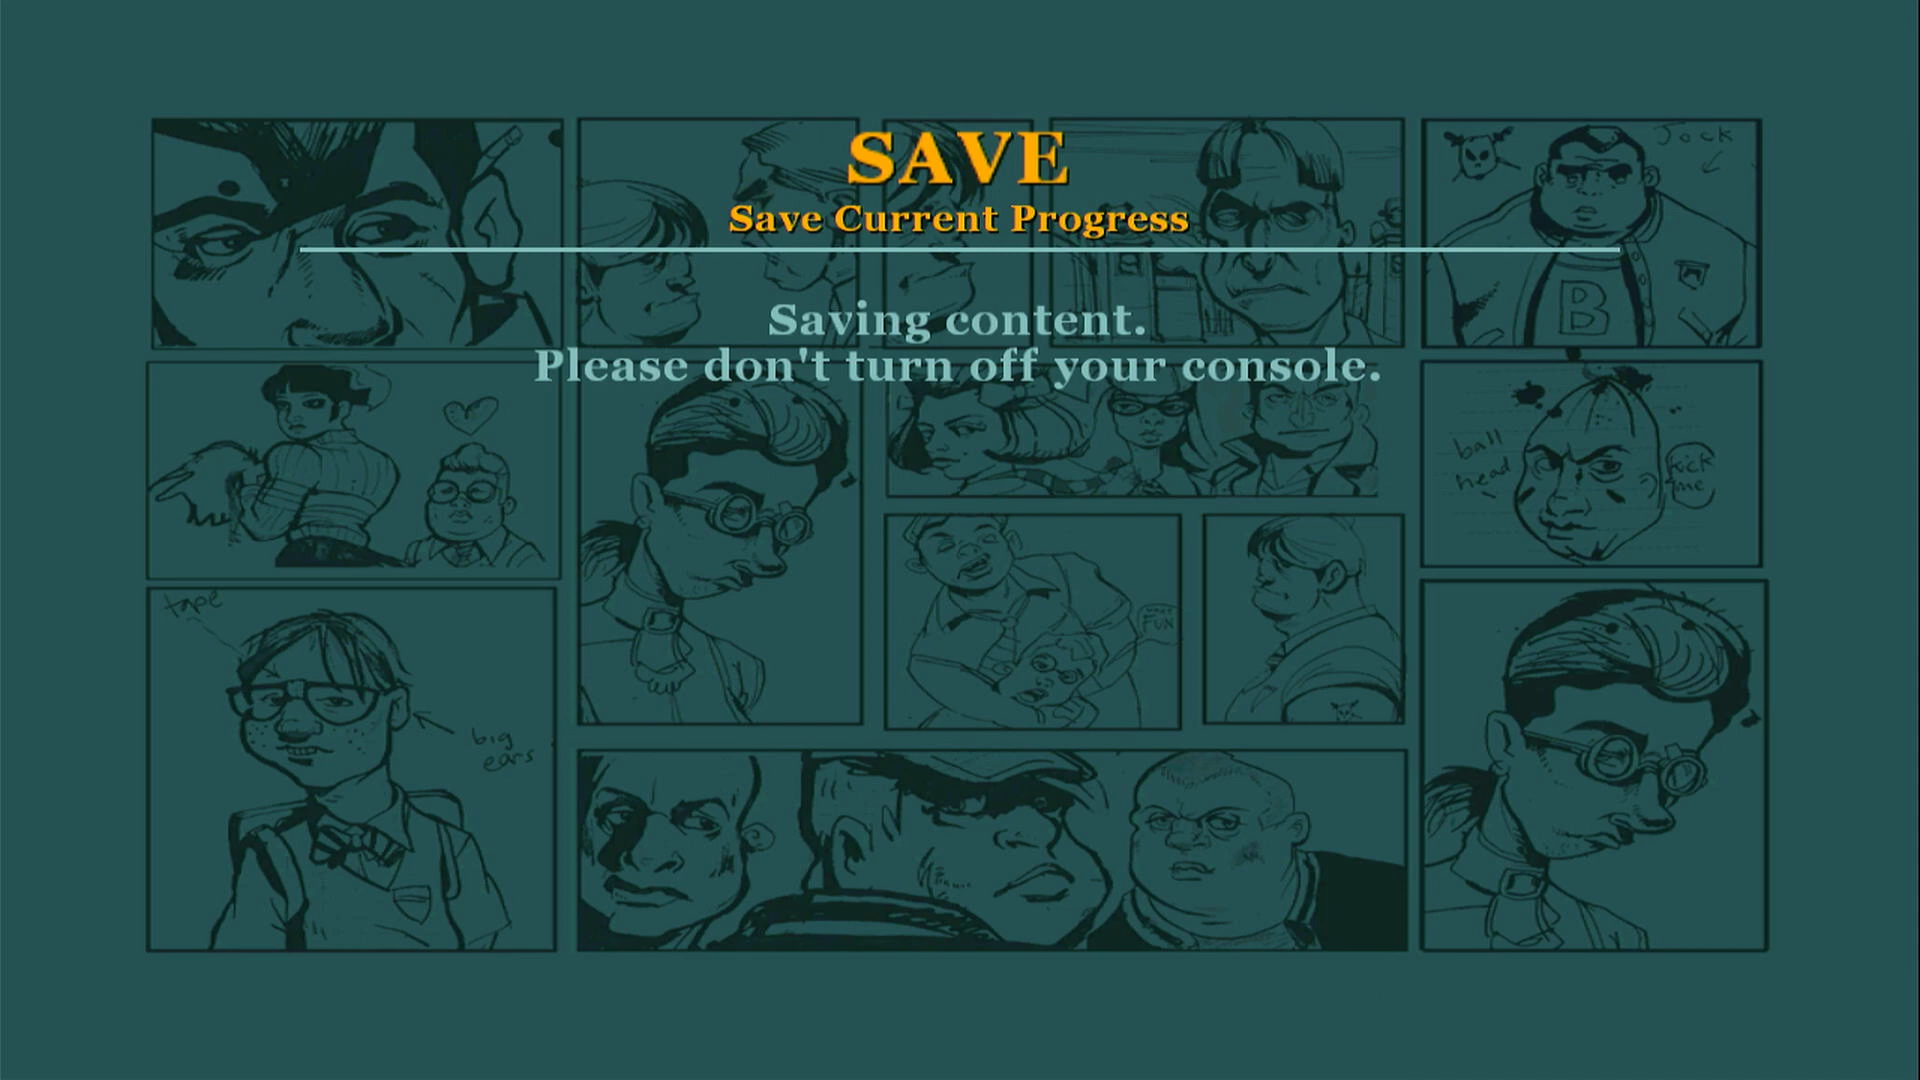 SAVE
Save Current Progress
Saving content.
Please don't turn off your console.
Jock
B
ball
head
kick
me
FUN
tape
big
ears